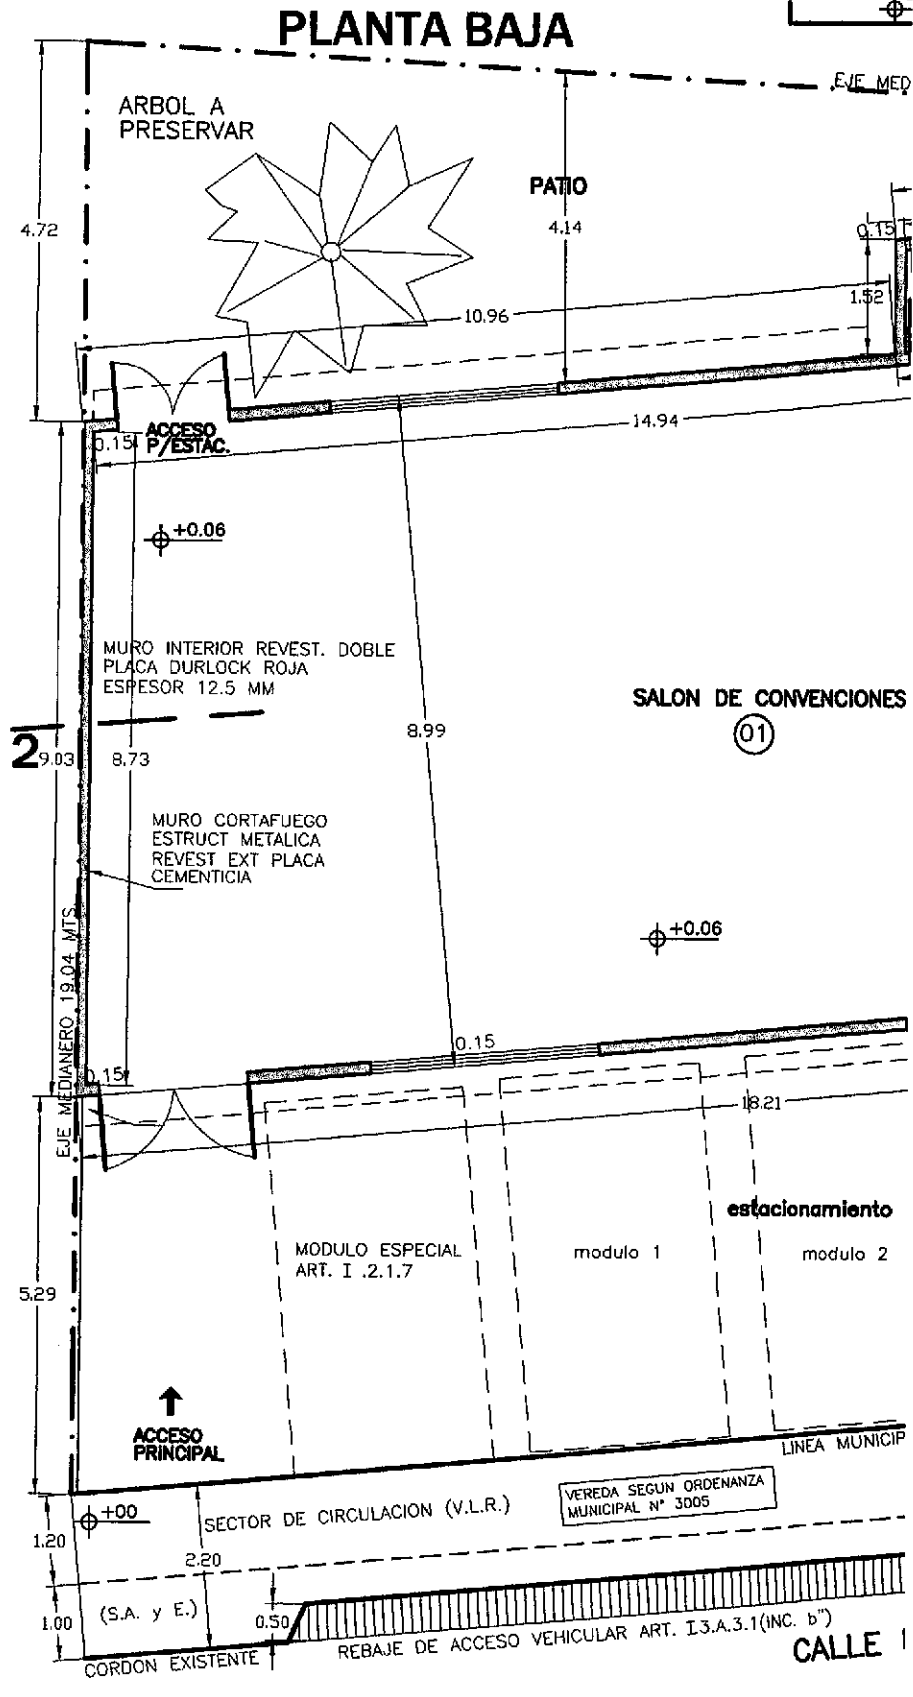 PLANTA BAJA
EJE MED
ARBOL A
PRESERVAR
PATIO
4.72
4.14
0.15
1.52
10.96
14.94
ACCESO
P/ESTAC.
0.15
+0.06
MURO INTERIOR REVEST. DOBLE
PLACA DURLOCK ROJA
ESPESOR 12.5 MM
SALON DE CONVENCIONES
01
2
9.03
8.73
8.99
MURO CORTAFUEGO
ESTRUCT METALICA
REVEST EXT PLACA
CEMENTICIA
+0.06
EJE MEDIANERO 19.04 MTS
0.15
0.15
18.21
estacionamiento
MODULO ESPECIAL
ART. I .2.1.7
modulo 1
modulo 2
5.29
ACCESO
PRINCIPAL
LINEA MUNICIP
VEREDA SEGUN ORDENANZA
MUNICIPAL N° 3005
+00
SECTOR DE CIRCULACION (V.L.R.)
1.20
2.20
1.00
(S.A. y E.)
0.50
REBAJE DE ACCESO VEHICULAR ART. I3.A.3.1(INC. b")
CORDON EXISTENTE
CALLE